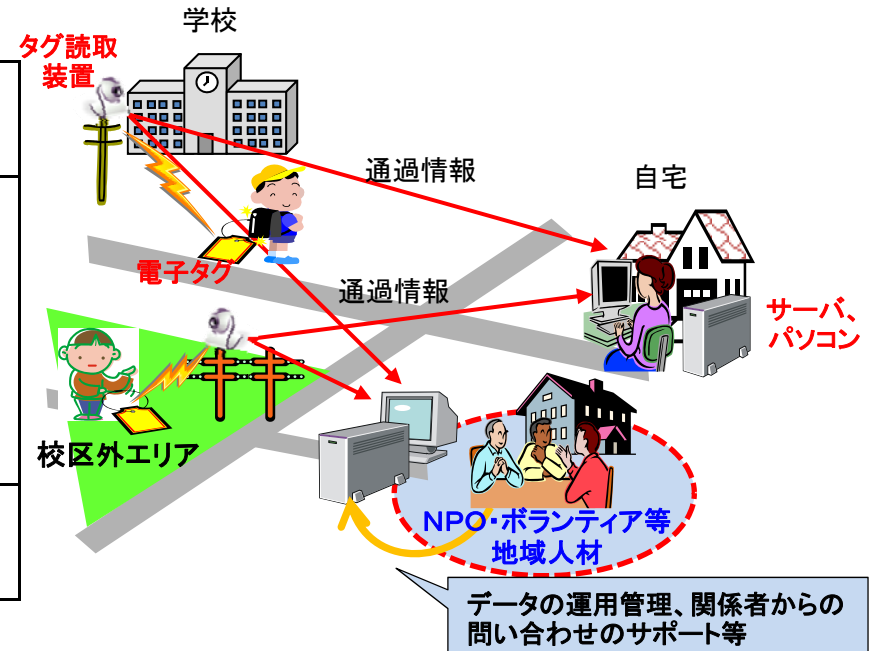 学校
タグ読取
装置
通過情報
自宅
電子タグ
通過情報
サーバ、
パソコン
校区外エリア
NPO・ボランティア等
地域人材
データの運用管理、関係者からの
問い合わせのサポート等